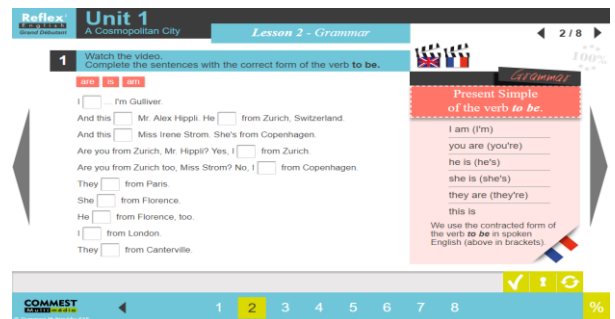 Reflex'
English
Grand Débutant
Unit 1
A Cosmopolitan City
Lesson 2 - Grammar
2 / 8
100%
1
Watch the video.
Complete the sentences with the correct form of the verb to be.
are is am
I ... I'm Gulliver.
And this Mr. Alex Hippli. He from Zurich, Switzerland.
And this Miss Irene Strom. She's from Copenhagen.
Are you from Zurich, Mr. Hippli? Yes, I from Zurich.
Are you from Zurich too, Miss Strom? No, I from Copenhagen.
They from Paris.
She from Florence.
He from Florence, too.
I from London.
They from Canterville.
Grammar
Present Simple
of the verb to be.
I am (I'm)
you are (you're)
he is (he's)
she is (she's)
they are (they're)
this is
We use the contracted form of
the verb to be in spoken
English (above in brackets).
COMMEST
Multimédia
1 2 3 4 5 6 7 8
%